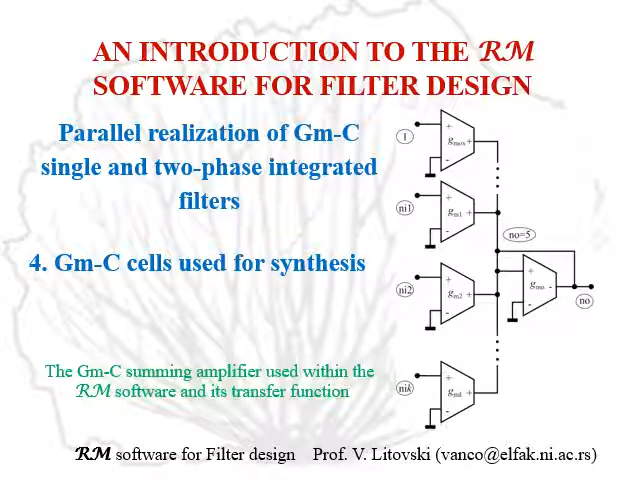 AN INTRODUCTION TO THE RM
SOFTWARE FOR FILTER DESIGN
Parallel realization of Gm-C
single and two-phase integrated
filters
4. Gm-C cells used for synthesis
1
+
gmox +
-
ni1
+
gm1 +
-
no=5
ni2
+
gm2 +
-
+
gmo -
-
no
nik
+
gmk +
-
The Gm-C summing amplifier used within the
RM software and its transfer function
RM software for Filter design Prof. V. Litovski (vanco@elfak.ni.ac.rs)